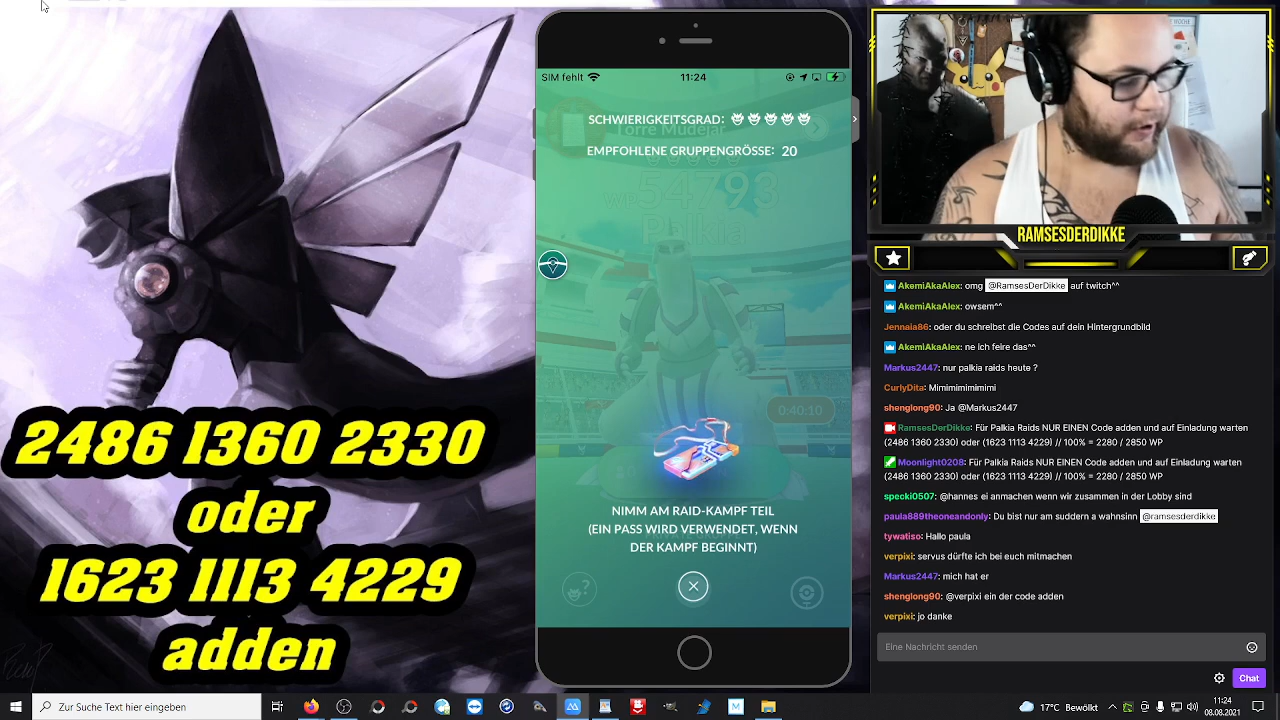 2486 1360 2330
oder
1623 1113 4229
adden
SIM fehlt
11:24
SCHWIERIGKEITSGRAD:
Torre Mudéjar
EMPFOHLENE GRUPPENGRÖSSE: 20
WP 54793
Palkia
0:40:10
NIMM AM RAID-KAMPF TEIL
(EIN PASS WIRD VERWENDET, WENN
DER KAMPF BEGINNT)
RAMSESDERDIKKE
AkemiAkaAlex: omg @RamsesDerDikke auf twitch^^
AkemiAkaAlex: owsem^^
Jennaia86: oder du schreibst die Codes auf dein Hintergrundbild
AkemiAkaAlex: ne ich feire das^^
Markus2447: nur palkia raids heute ?
CurlyDita: Mimimimimimimi
shenglong90: Ja @Markus2447
RamsesDerDikke: Für Palkia Raids NUR EINEN Code adden und auf Einladung warten
(2486 1360 2330) oder (1623 1113 4229) // 100% = 2280 / 2850 WP
Moonlight0208: Für Palkia Raids NUR EINEN Code adden und auf Einladung warten
(2486 1360 2330) oder (1623 1113 4229) // 100% = 2280 / 2850 WP
specki0507: @hannes ei anmachen wenn wir zusammen in der Lobby sind
paula889theoneandonly: Du bist nur am suddern a wahnsinn @ramsesderdikke
tywatiso: Hallo paula
verpixi: servus dürfte ich bei euch mitmachen
Markus2447: mich hat er
shenglong90: @verpixi ein der code adden
verpixi: jo danke
Eine Nachricht senden
Chat
Zur Suche Text hier eingeben
17°C Bewölkt
11:24
08.08.2021